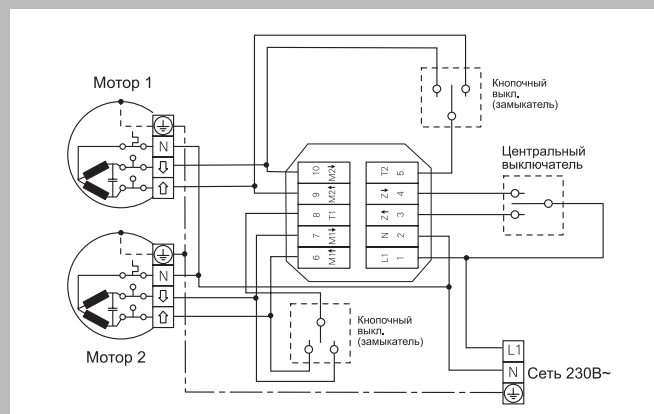 Мотор 1
N
Кнопочный
выкл.
(замыкатель)
Центральный
выключатель
10 M2↓
9 M2↑
8 T1
7 M1↓
6 M1↑
T2 5
Z↓ 4
Z↑ 3
N 2
L1 1
N
Мотор 2
Кнопочный
выкл.
(замыкатель)
L1
N
Сеть 230В~